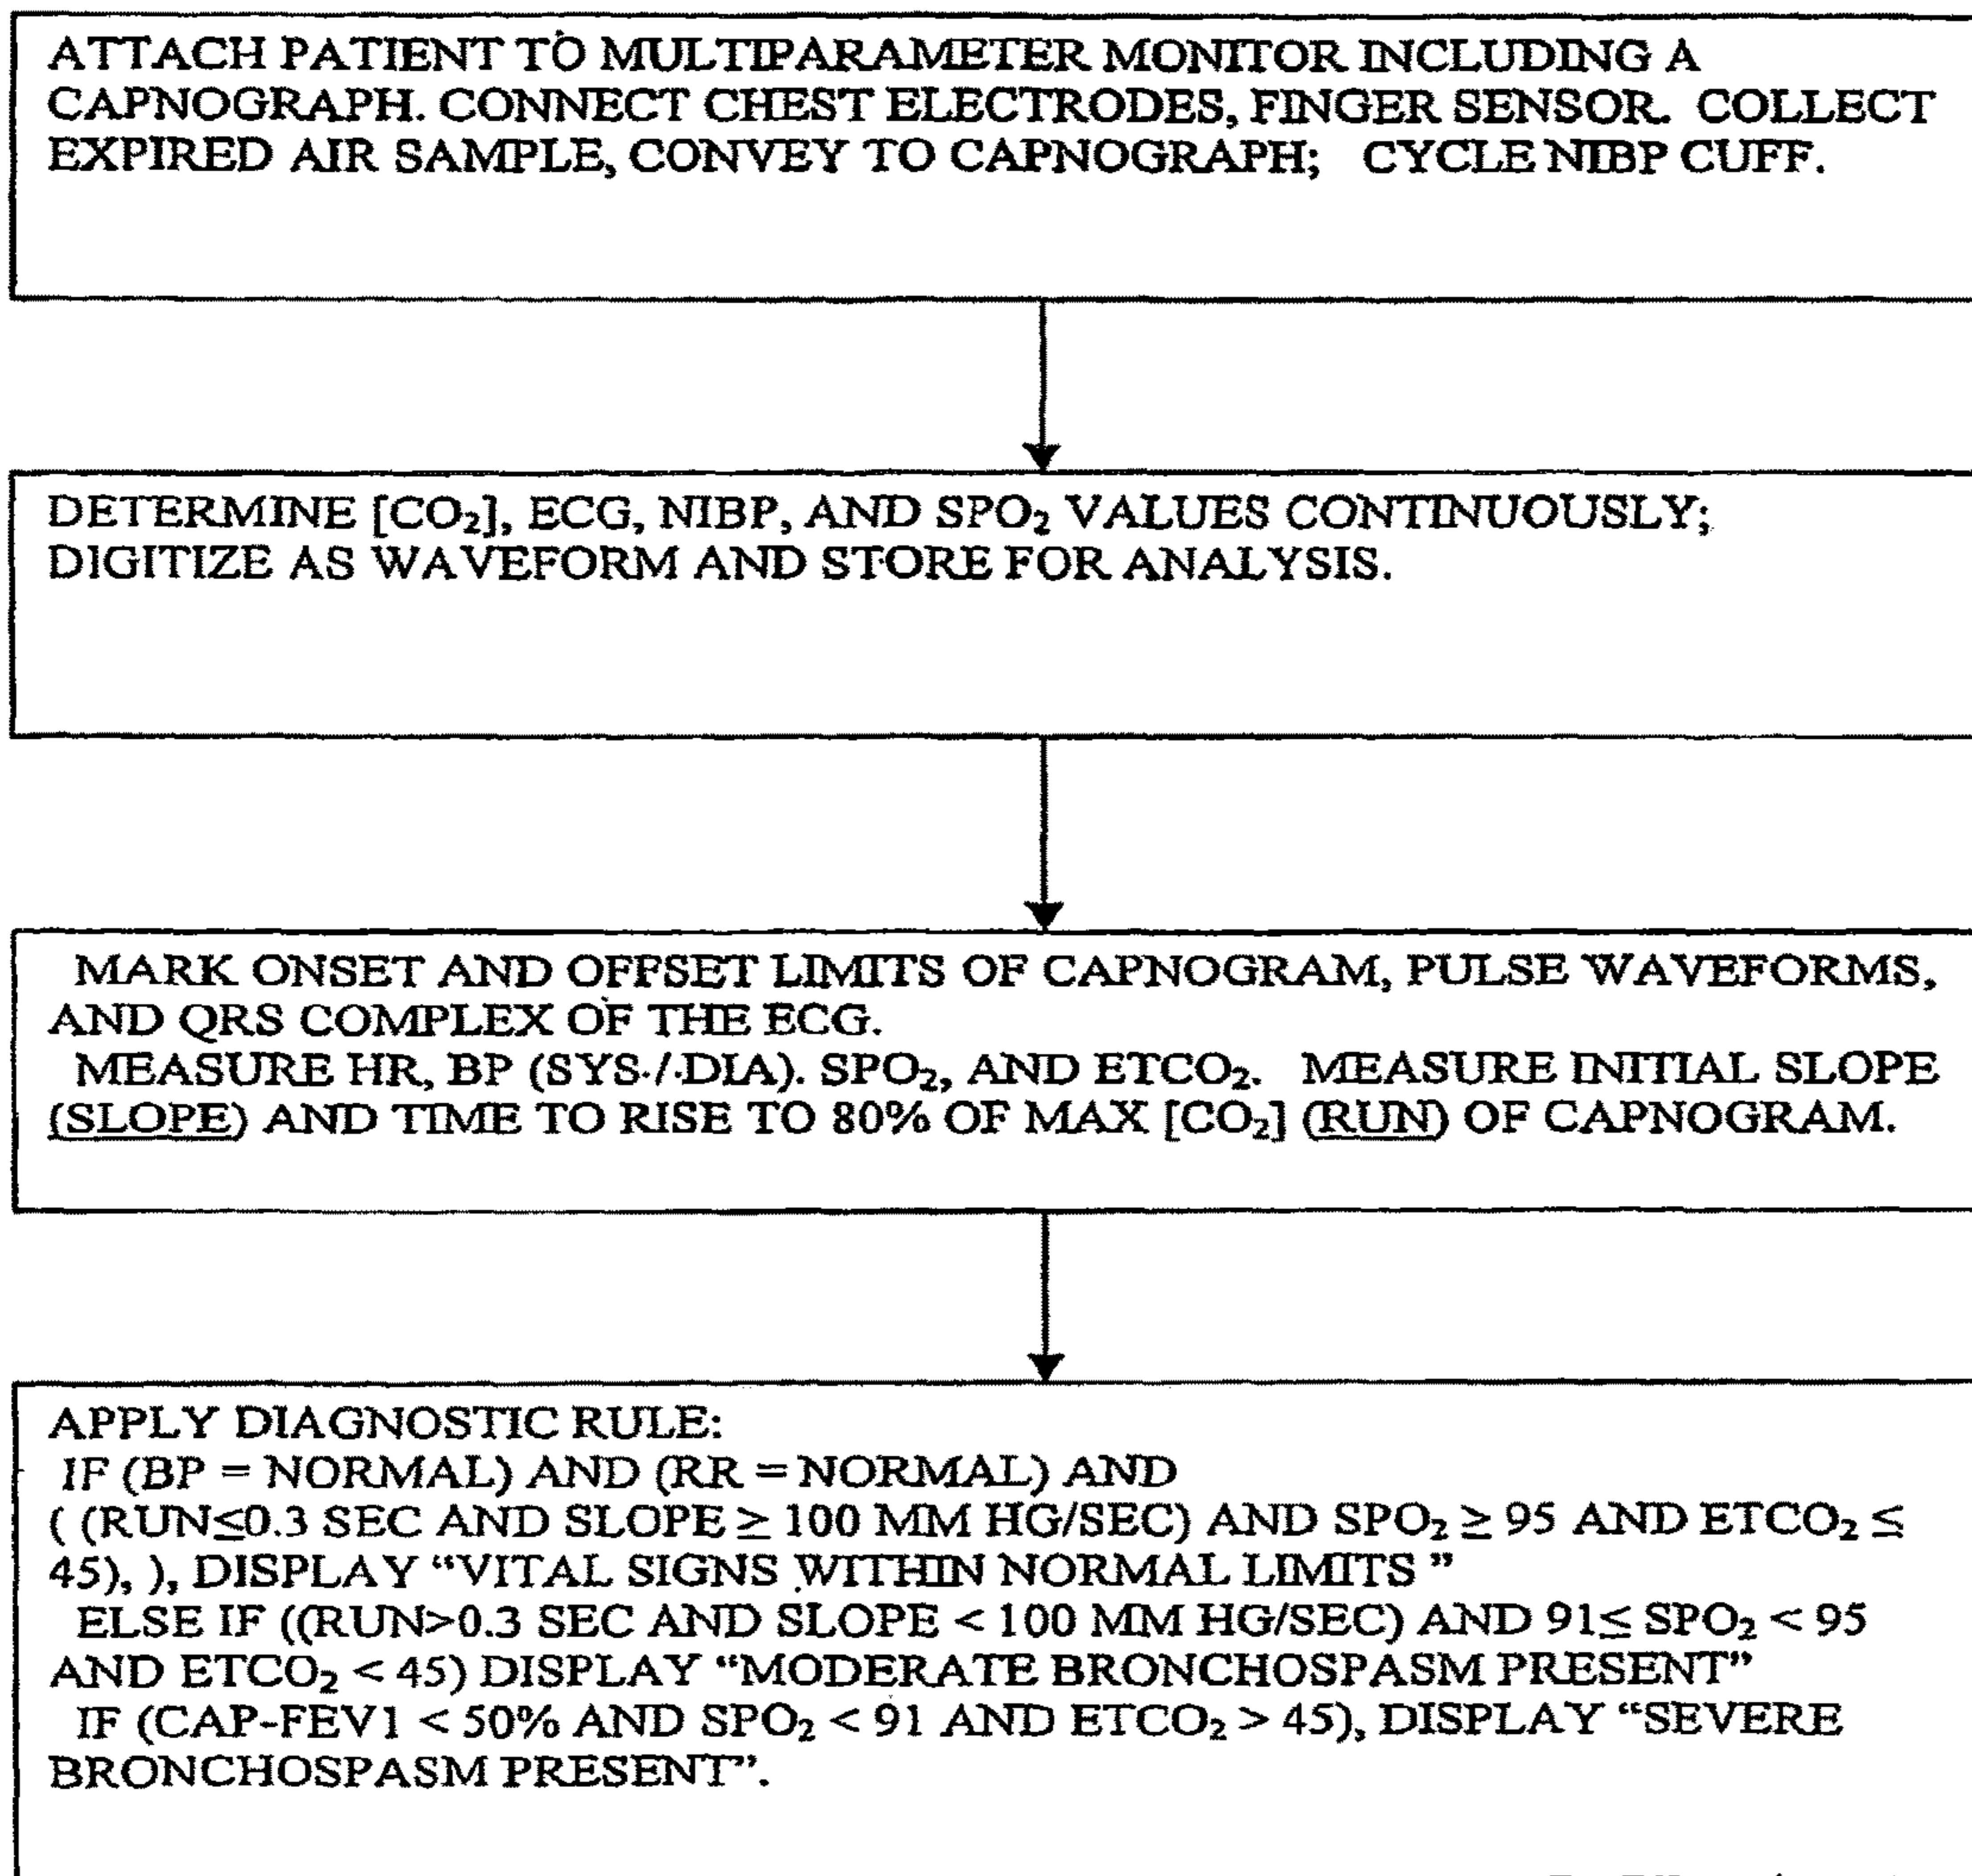 ATTACH PATIENT TO MULTIPARAMETER MONITOR INCLUDING A
CAPNOGRAPH. CONNECT CHEST ELECTRODES, FINGER SENSOR. COLLECT
EXPIRED AIR SAMPLE, CONVEY TO CAPNOGRAPH; CYCLE NIBP CUFF.
DETERMINE [CO₂], ECG, NIBP, AND SPO₂ VALUES CONTINUOUSLY;
DIGITIZE AS WAVEFORM AND STORE FOR ANALYSIS.
MARK ONSET AND OFFSET LIMITS OF CAPNOGRAM, PULSE WAVEFORMS,
AND QRS COMPLEX OF THE ECG.
MEASURE HR, BP (SYS./.DIA). SPO₂, AND ETCO₂. MEASURE INITIAL SLOPE
(SLOPE) AND TIME TO RISE TO 80% OF MAX [CO₂] (RUN) OF CAPNOGRAM.
APPLY DIAGNOSTIC RULE:
IF (BP = NORMAL) AND (RR = NORMAL) AND
( (RUN≤0.3 SEC AND SLOPE ≥ 100 MM HG/SEC) AND SPO₂ ≥ 95 AND ETCO₂ ≤
45), ), DISPLAY “VITAL SIGNS WITHIN NORMAL LIMITS ”
ELSE IF ((RUN>0.3 SEC AND SLOPE < 100 MM HG/SEC) AND 91≤ SPO₂ < 95
AND ETCO₂ < 45) DISPLAY “MODERATE BRONCHOSPASM PRESENT”
IF (CAP-FEV1 < 50% AND SPO₂ < 91 AND ETCO₂ > 45), DISPLAY “SEVERE
BRONCHOSPASM PRESENT”.